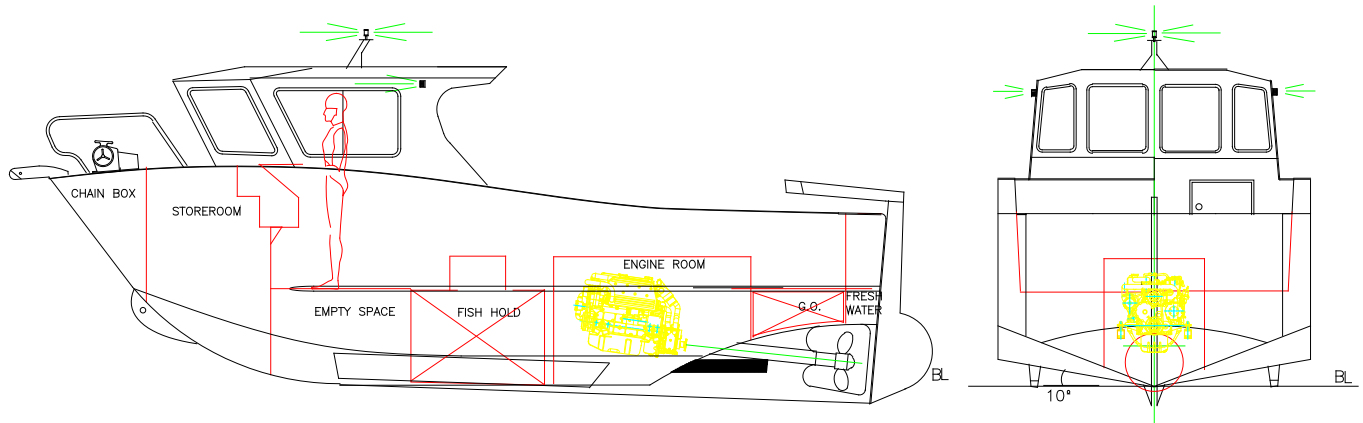 CHAIN BOX
STOREROOM
ENGINE ROOM
EMPTY SPACE
FISH HOLD
G.O.
FRESH
WATER
BL
10°
BL